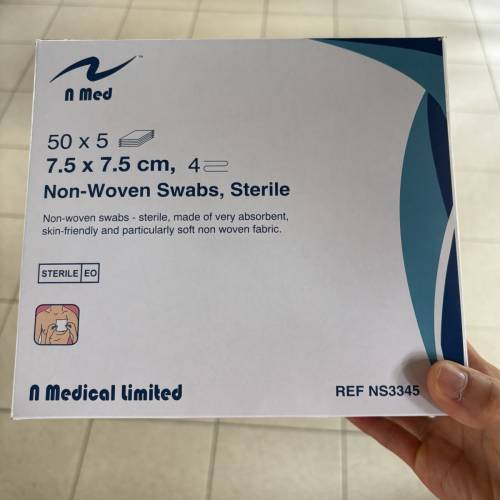 n Med
™
50 x 5
7.5 x 7.5 cm, 4
Non-Woven Swabs, Sterile
Non-woven swabs - sterile, made of very absorbent,
skin-friendly and particularly soft non woven fabric.
STERILE EO
n Medical Limited
REF NS3345